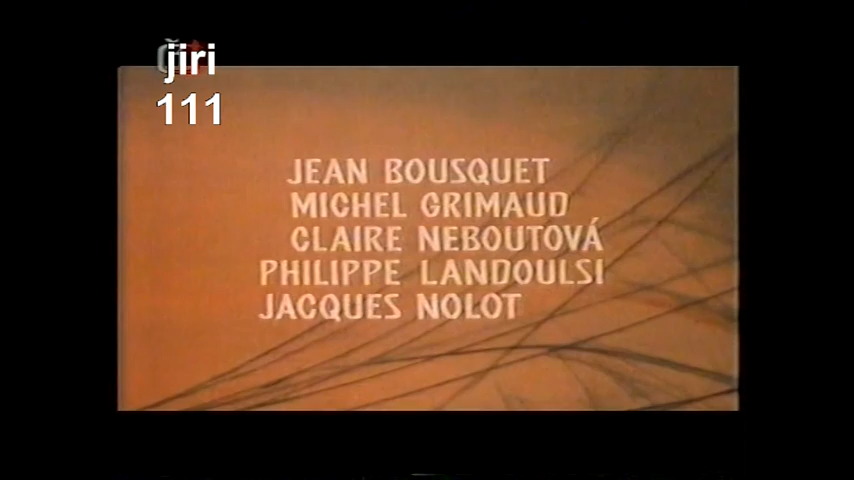 jiri
111
JEAN BOUSQUET
MICHEL GRIMAUD
CLAIRE NEBOUTOVÁ
PHILIPPE LANDOULSI
JACQUES NOLOT